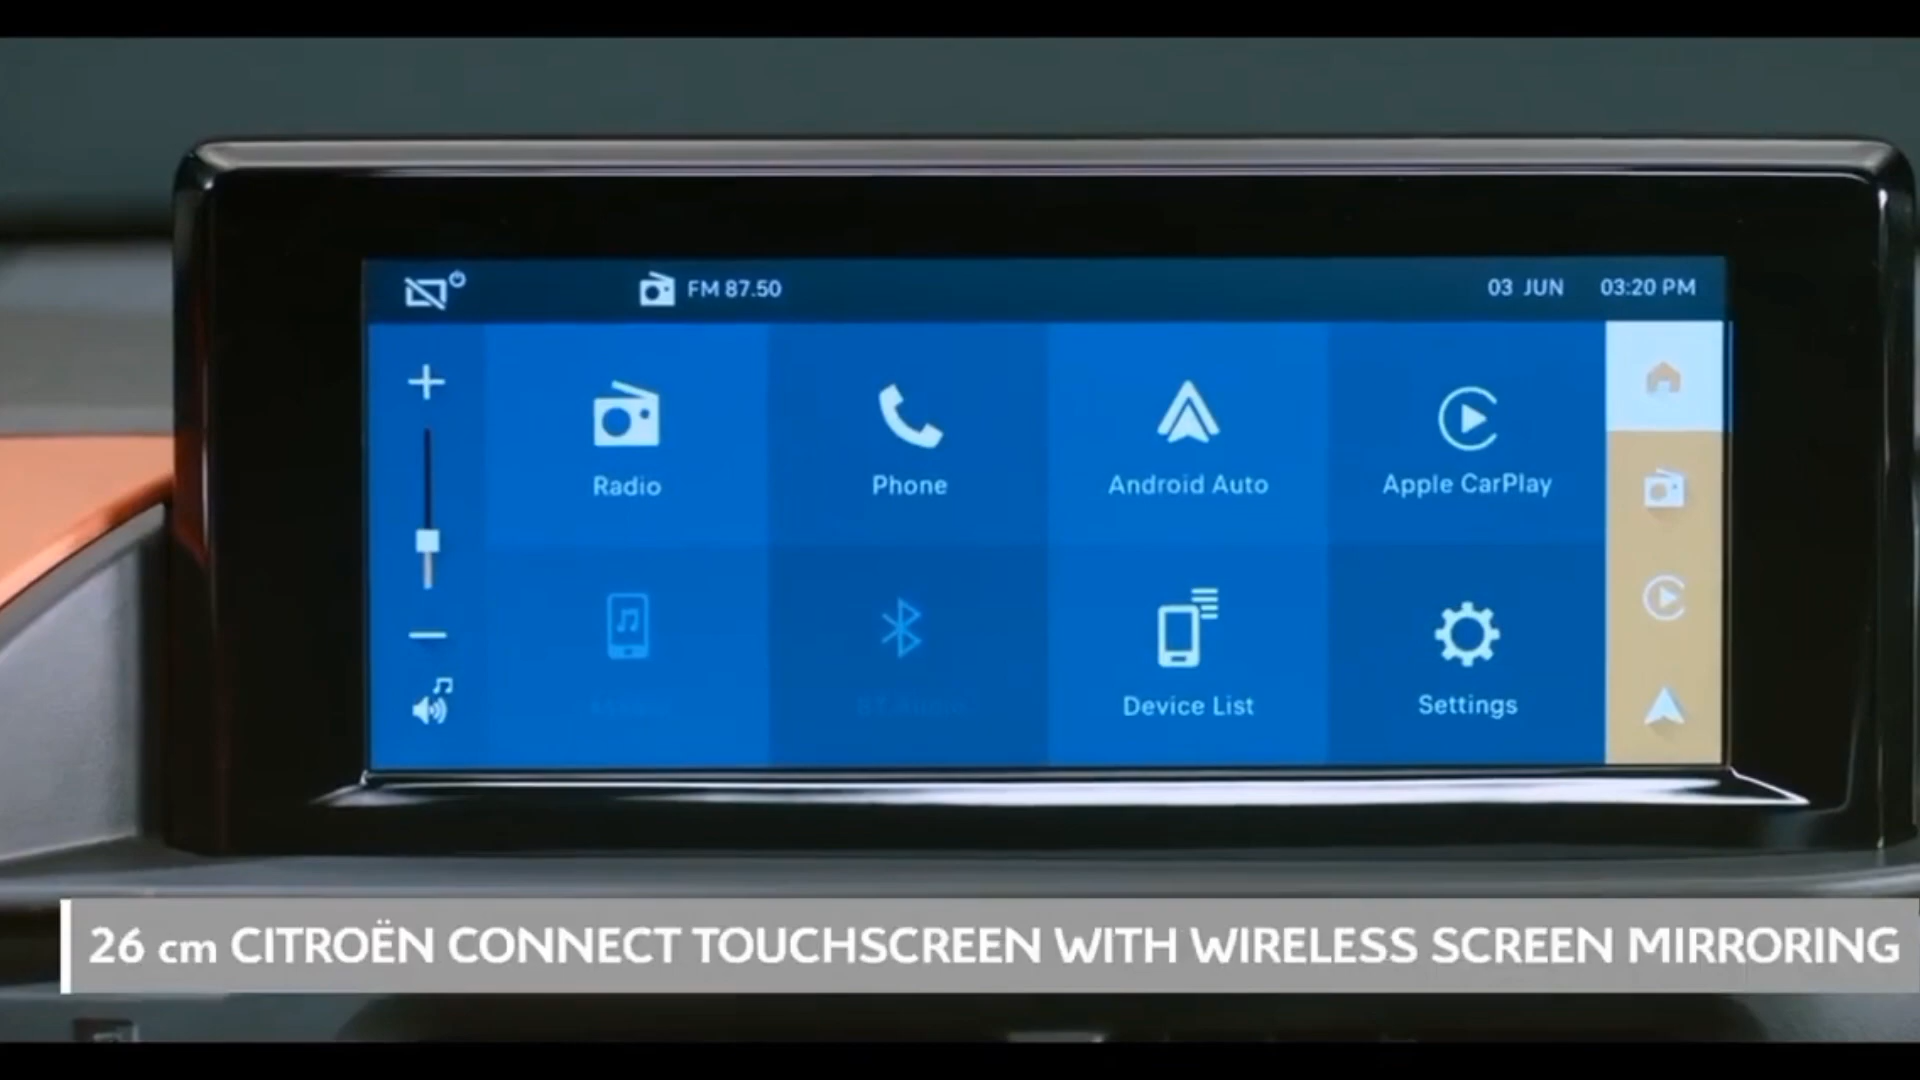 FM 87.50
03 JUN 03:20 PM
Radio
Phone
Android Auto
Apple CarPlay
Device List
Settings
26 cm CITROËN CONNECT TOUCHSCREEN WITH WIRELESS SCREEN MIRRORING